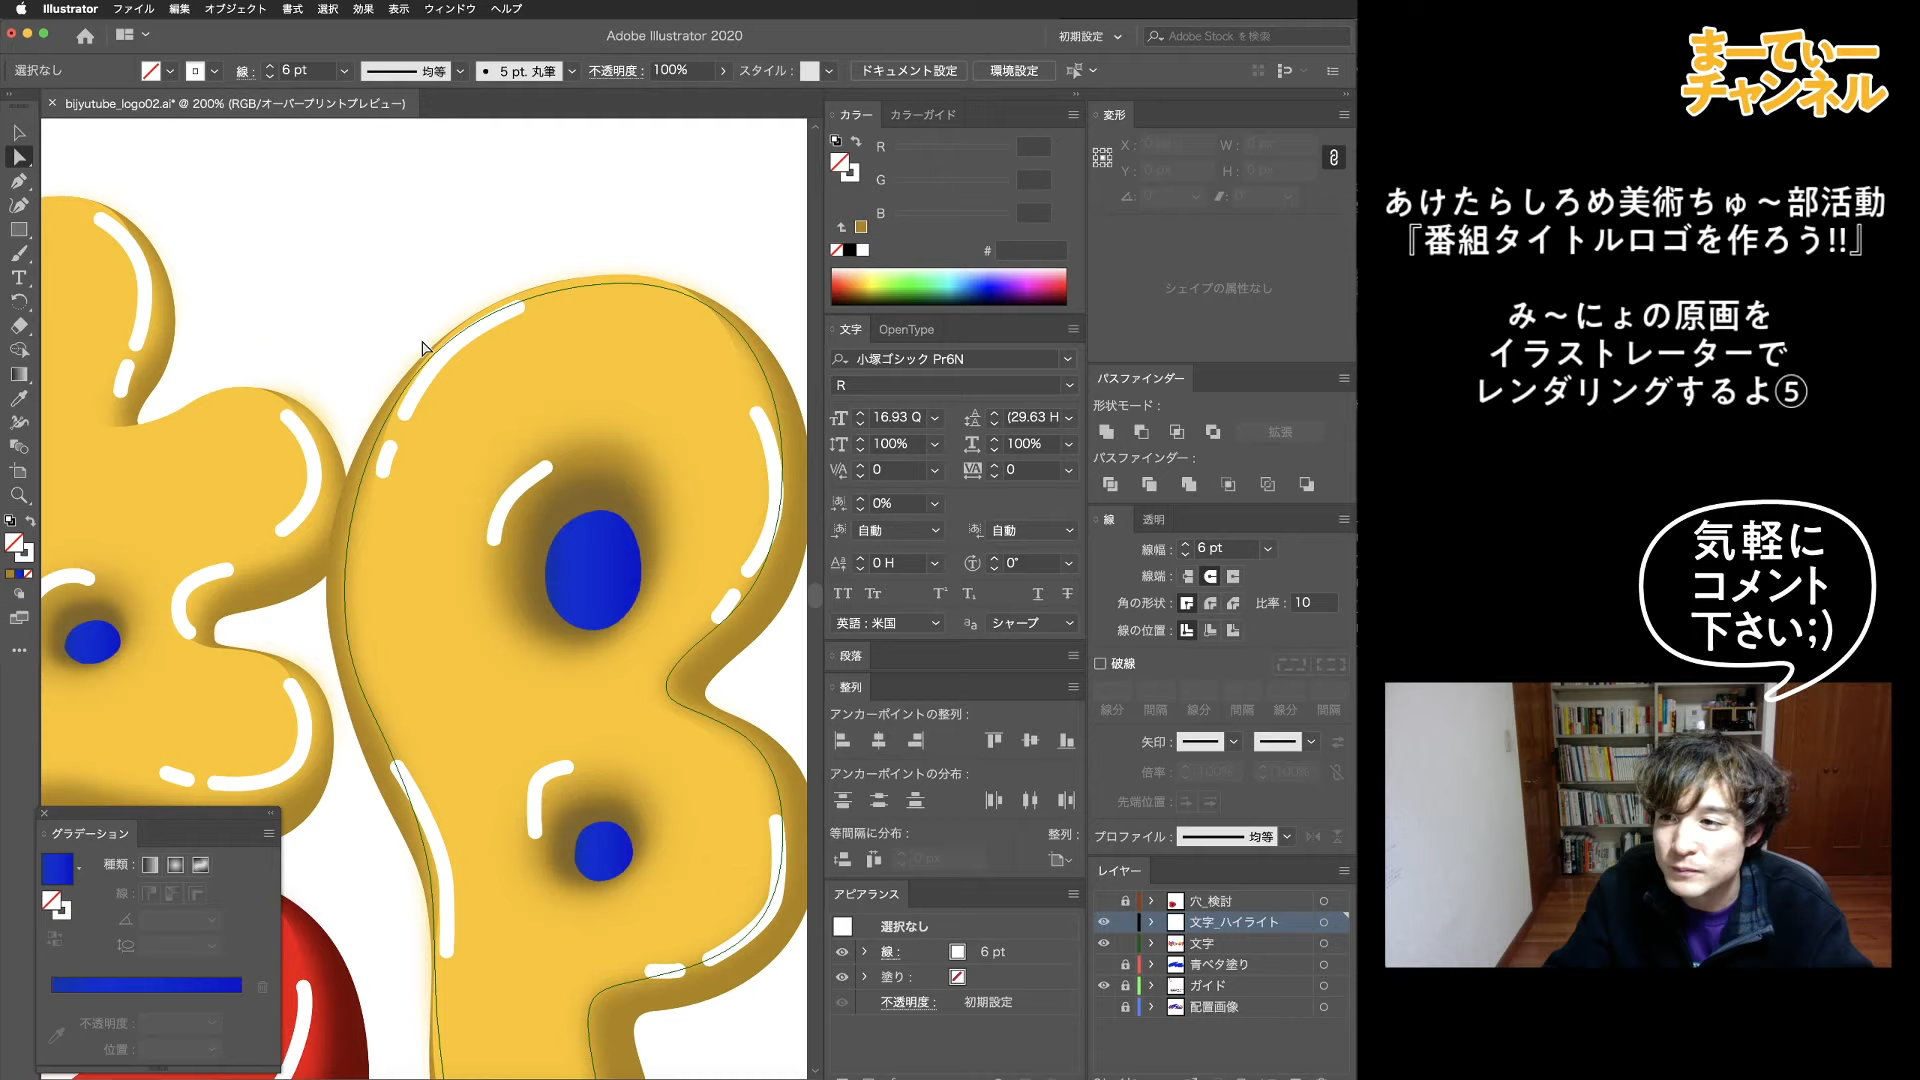 Illustrator ファイル 編集 オブジェクト 書式 選択 効果 表示 ウィンドウ ヘルプ
Adobe Illustrator 2020
初期設定
Adobe Stock を検索
選択なし
線 : 6 pt
均等
5 pt. 丸筆
不透明度 : 100%
スタイル :
ドキュメント設定
環境設定
bijyutube_logo02.ai* @ 200% (RGB/オーバープリントプレビュー)
カラー カラーガイド
R
G
B
#
文字 OpenType
小塚ゴシック Pr6N
R
16.93 Q
(29.63 H
100%
100%
0
0
0%
自動
自動
0 H
0°
英語 : 米国
シャープ
段落
整列
アンカーポイントの整列 :
アンカーポイントの分布 :
等間隔に分布 :
整列 :
0 px
アピアランス
選択なし
線 : 6 pt
塗り :
不透明度 : 初期設定
変形
X : 0 px W : 0 px
Y : 0 px H : 0 px
シェイプの属性なし
パスファインダー
形状モード :
拡張
パスファインダー :
線 透明
線幅 : 6 pt
線端 :
角の形状 : 比率 : 10
線の位置 :
破線
線分 間隔 線分 間隔 線分 間隔
矢印 :
倍率 : 100% 100%
先端位置 :
プロファイル : 均等
レイヤー
穴_検討
文字_ハイライト
文字
青ベタ塗り
ガイド
配置画像
グラデーション
種類 :
線 :
不透明度 :
位置 :
まーてぃー
チャンネル
あけたらしろめ美術ちゅ～部活動
『番組タイトルロゴを作ろう!!』
み～にょの原画を
イラストレーターで
レンダリングするよ⑤
気軽に
コメント
下さい;)